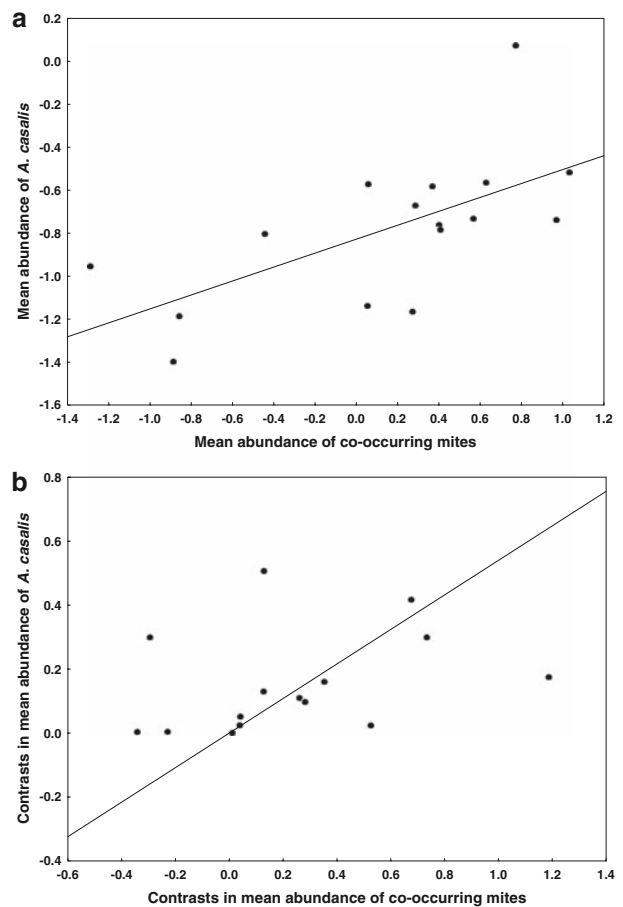 a
0.2
0.0
-0.2
-0.4
-0.6
-0.8
-1.0
-1.2
-1.4
-1.6
Mean abundance of A. casalis
-1.4 -1.2 -1.0 -0.8 -0.6 -0.4 -0.2 0.0 0.2 0.4 0.6 0.8 1.0 1.2
Mean abundance of co-occurring mites
b
0.8
0.6
0.4
0.2
0.0
-0.2
-0.4
Contrasts in mean abundance of A. casalis
-0.6 -0.4 -0.2 0.0 0.2 0.4 0.6 0.8 1.0 1.2 1.4
Contrasts in mean abundance of co-occurring mites